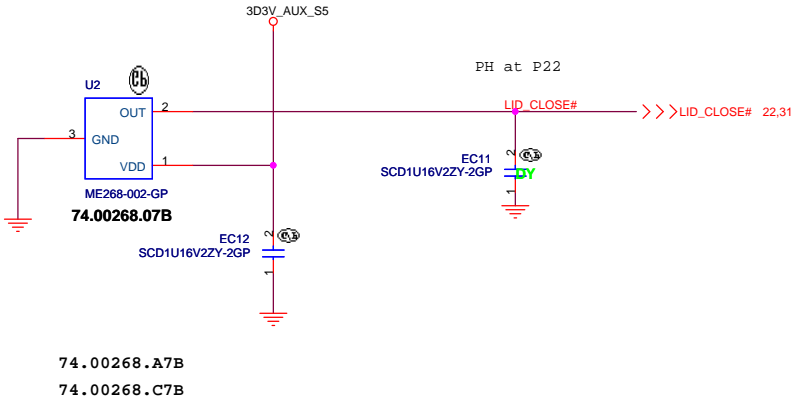 3D3V_AUX_S5
PH at P22
U2
OUT 2
LID_CLOSE#
LID_CLOSE# 22,31
3 GND
VDD 1
EC11
SCD1U16V2ZY-2GP
2
DY
1
ME268-002-GP
74.00268.07B
EC12
SCD1U16V2ZY-2GP
2
1
74.00268.A7B
74.00268.C7B